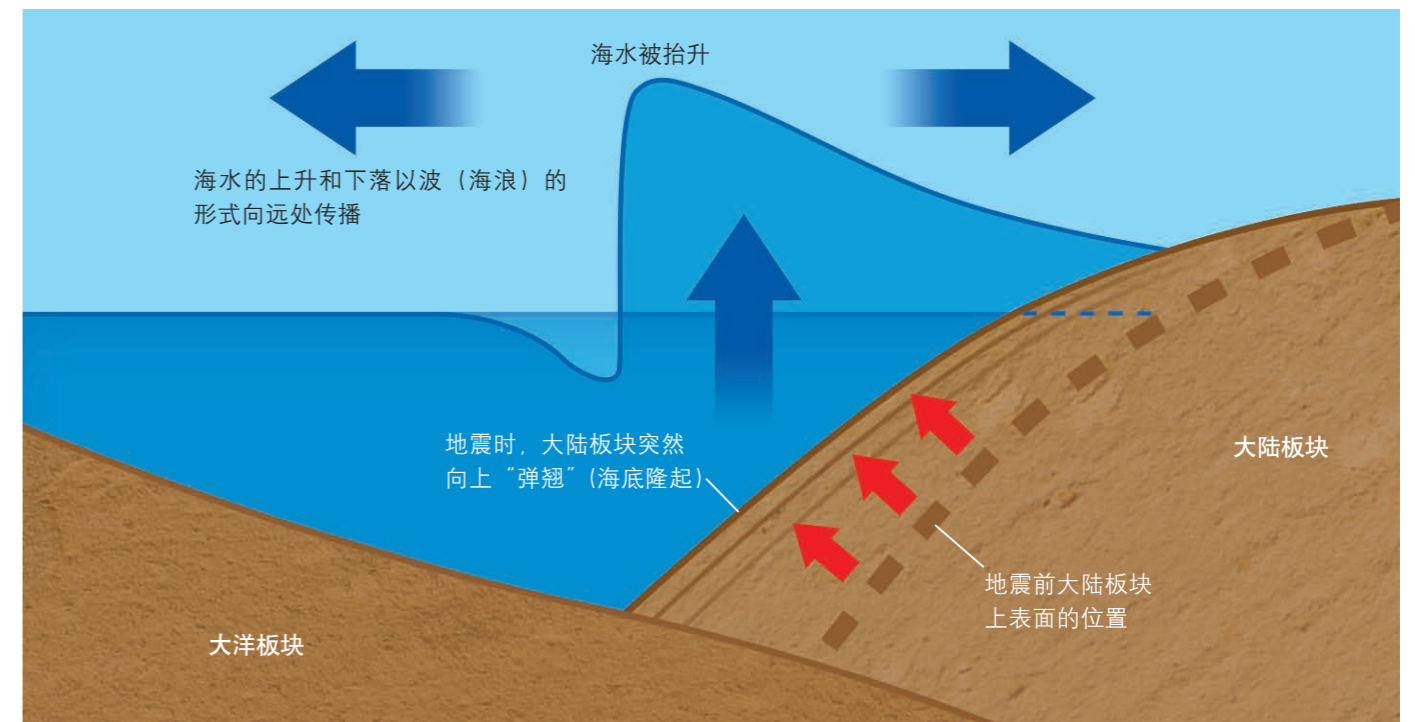 海水被抬升
海水的上升和下落以波（海浪）的
形式向远处传播
地震时，大陆板块突然
向上“弹翘”（海底隆起）
大陆板块
地震前大陆板块
上表面的位置
大洋板块